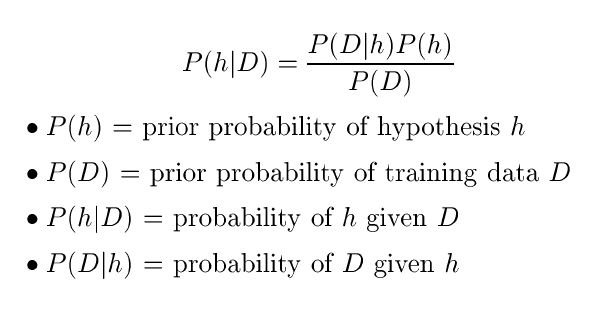 P(h|D) = P(D|h)P(h) / P(D)
• P(h) = prior probability of hypothesis h
• P(D) = prior probability of training data D
• P(h|D) = probability of h given D
• P(D|h) = probability of D given h